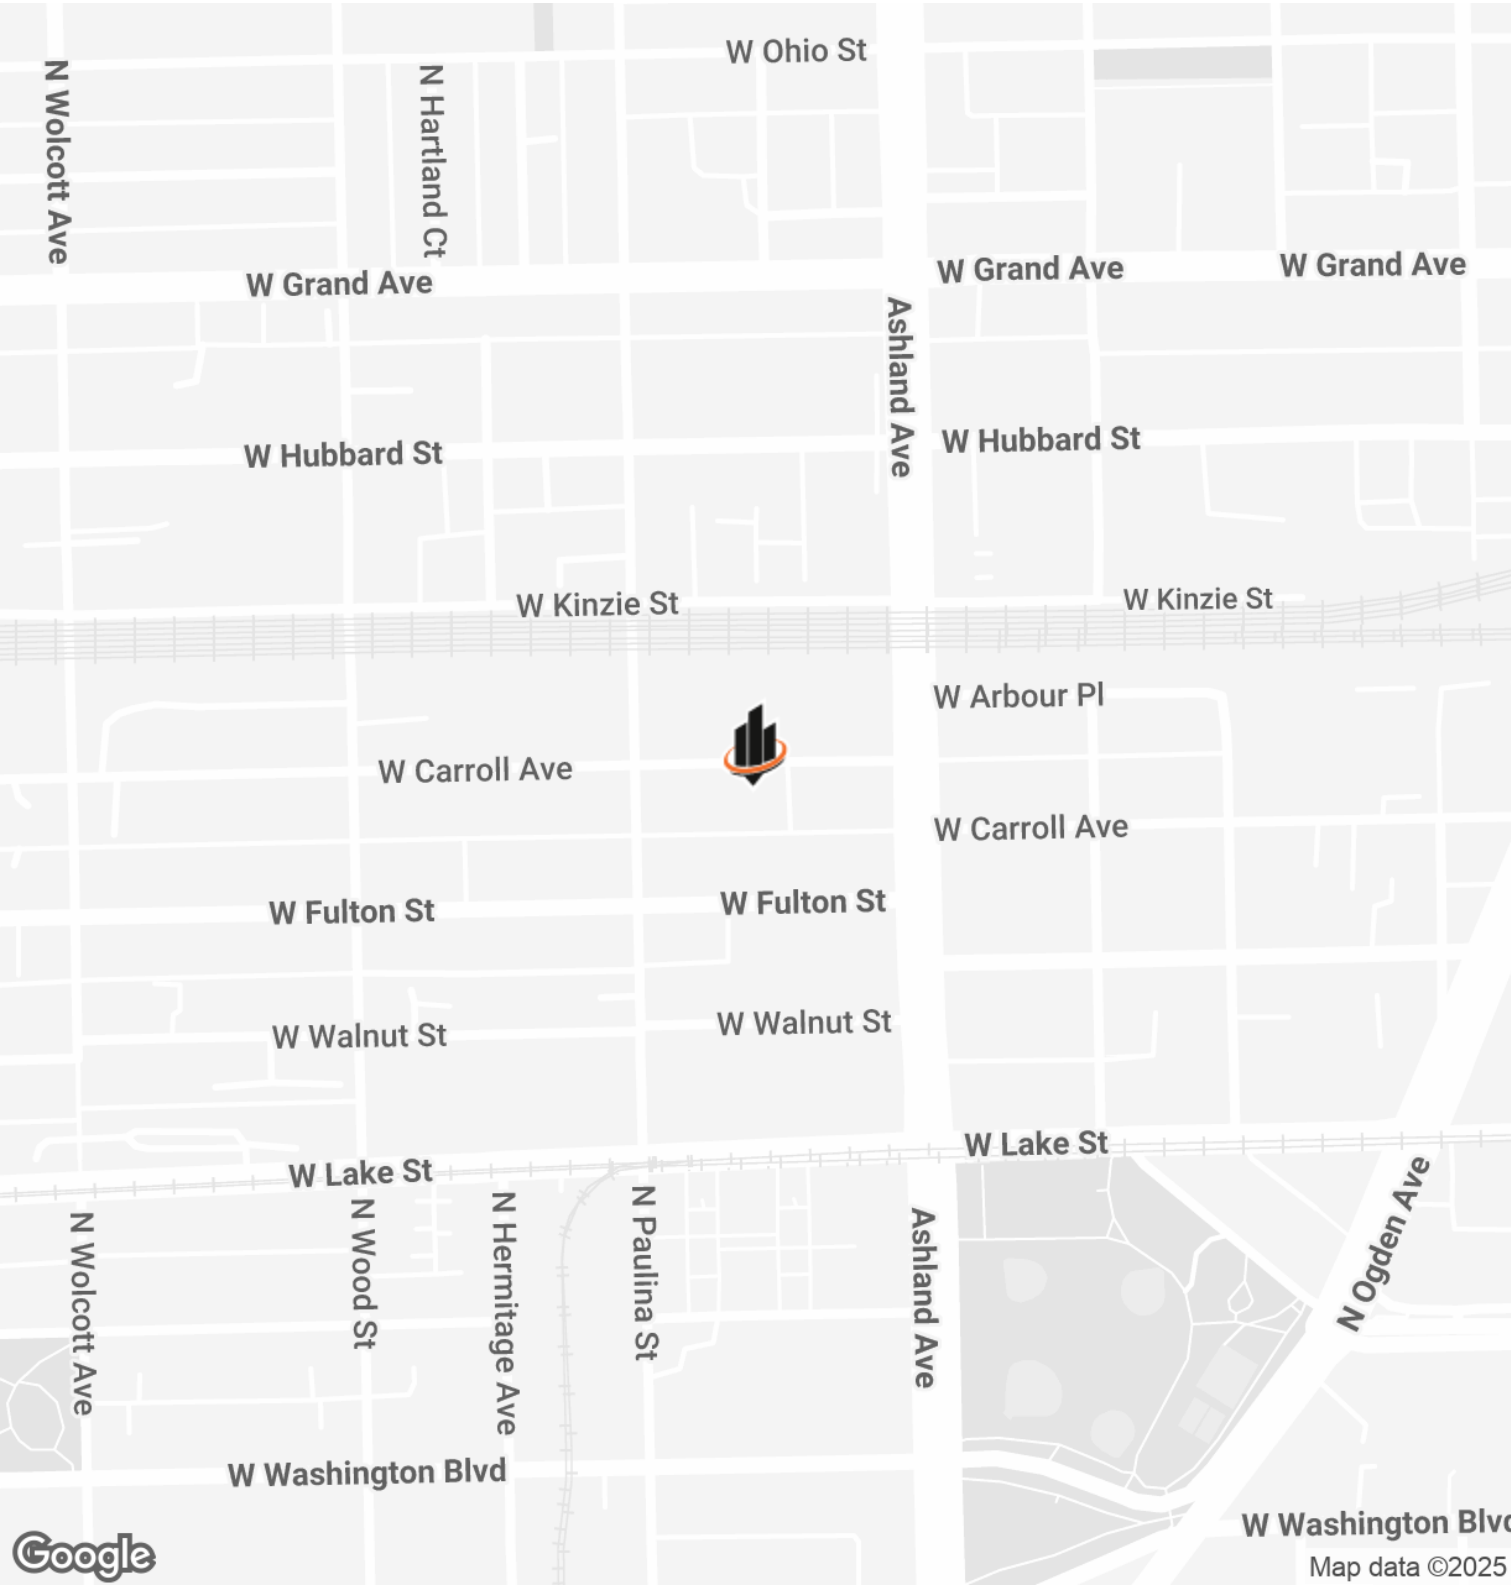 W Ohio St
N Wolcott Ave
N Hartland Ct
W Grand Ave
W Grand Ave
W Grand Ave
Ashland Ave
W Hubbard St
W Hubbard St
W Kinzie St
W Kinzie St
W Arbour Pl
W Carroll Ave
W Carroll Ave
W Fulton St
W Fulton St
W Walnut St
W Walnut St
W Lake St
W Lake St
N Wolcott Ave
N Wood St
N Hermitage Ave
N Paulina St
Ashland Ave
N Ogden Ave
W Washington Blvd
W Washington Blvd
Google
Map data ©2025